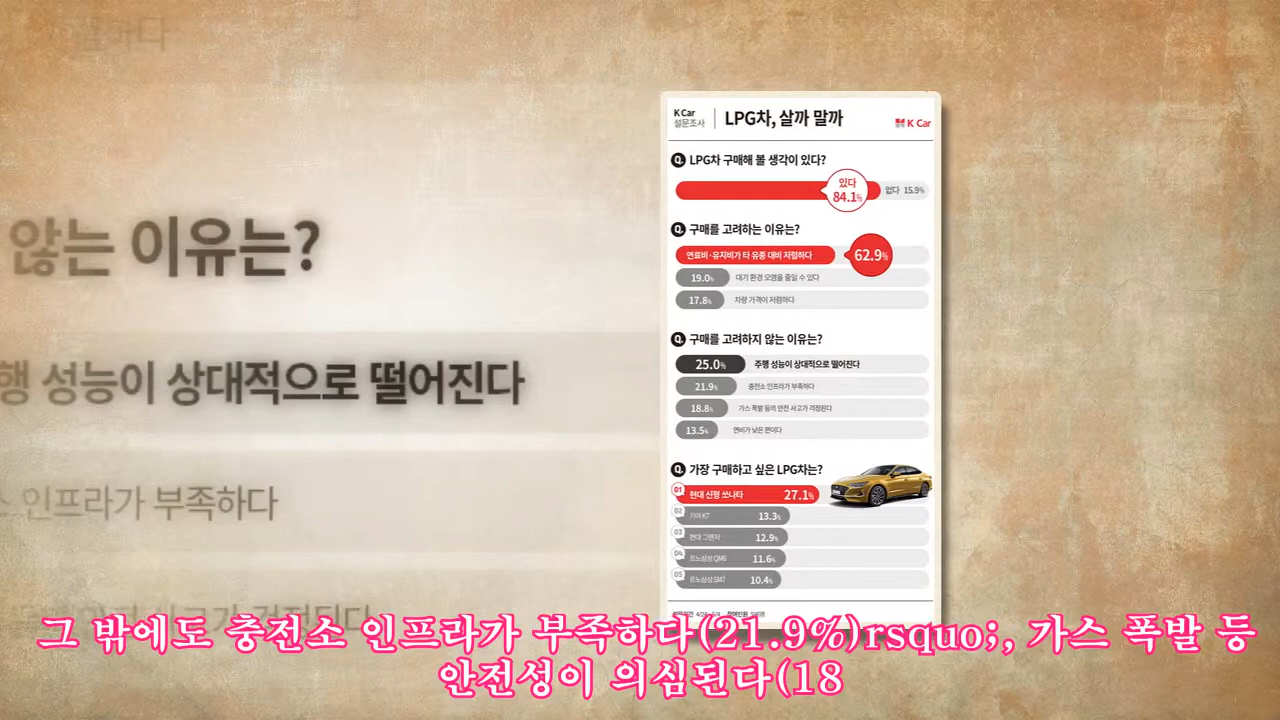 않는 이유는?
행 성능이 상대적으로 떨어진다
인프라가 부족하다
K Car
설문조사
LPG차, 살까 말까
K Car
Q. LPG차 구매해 볼 생각이 있다?
있다
84.1%
없다 15.9%
Q. 구매를 고려하는 이유는?
연료비·유지비가 타 유종 대비 저렴하다
62.9%
19.0% 대기 환경 오염을 줄일 수 있다
17.8% 차량 가격이 저렴하다
Q. 구매를 고려하지 않는 이유는?
25.0% 주행 성능이 상대적으로 떨어진다
21.9% 충전소 인프라가 부족하다
18.8% 가스 폭발 등의 안전 사고가 걱정된다
13.5% 연비가 낮은 편이다
Q. 가장 구매하고 싶은 LPG차는?
01 현대 신형 쏘나타 27.1%
02 기아 K7 13.3%
03 현대 그랜저 12.9%
04 르노삼성 QM6 11.6%
05 르노삼성 SM7 10.4%
그 밖에도 충전소 인프라가 부족하다(21.9%)rsquo;, 가스 폭발 등
안전성이 의심된다(18